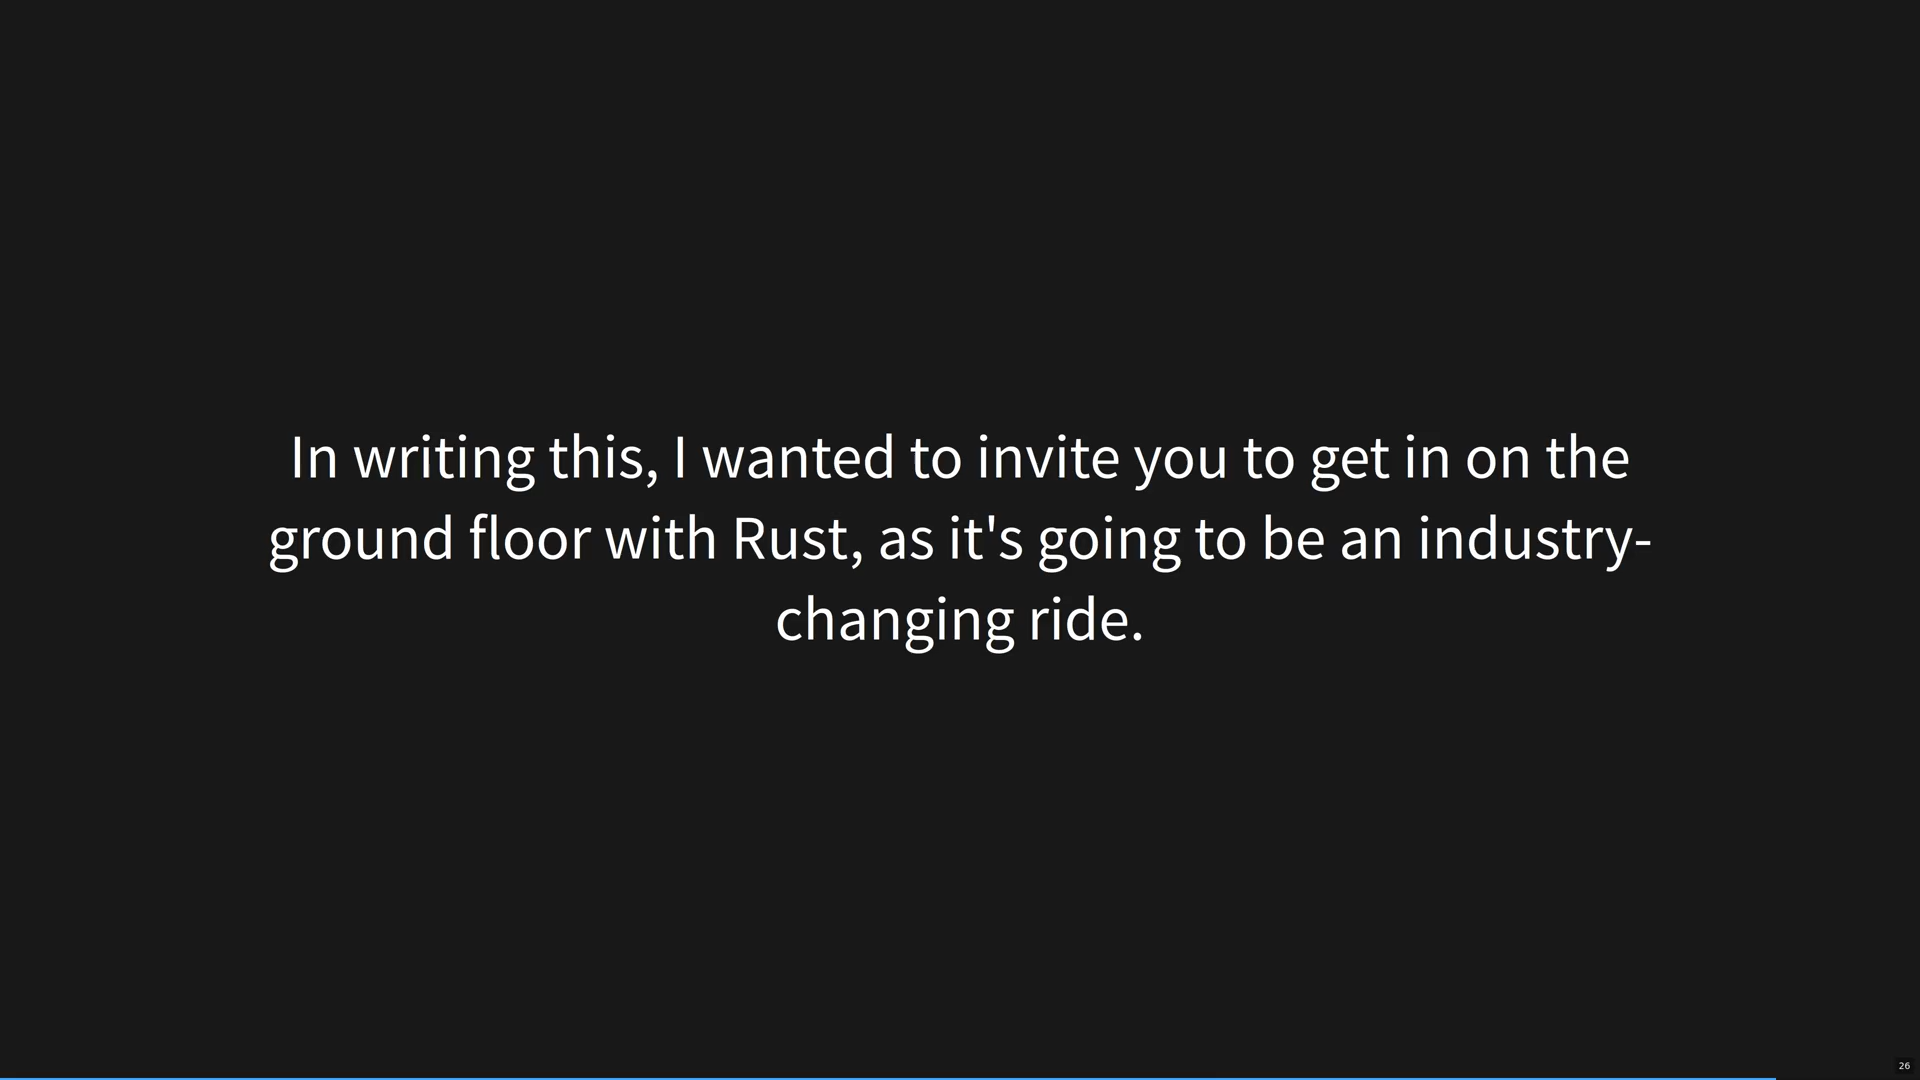 In writing this, I wanted to invite you to get in on the
ground floor with Rust, as it's going to be an industry-
changing ride.
26